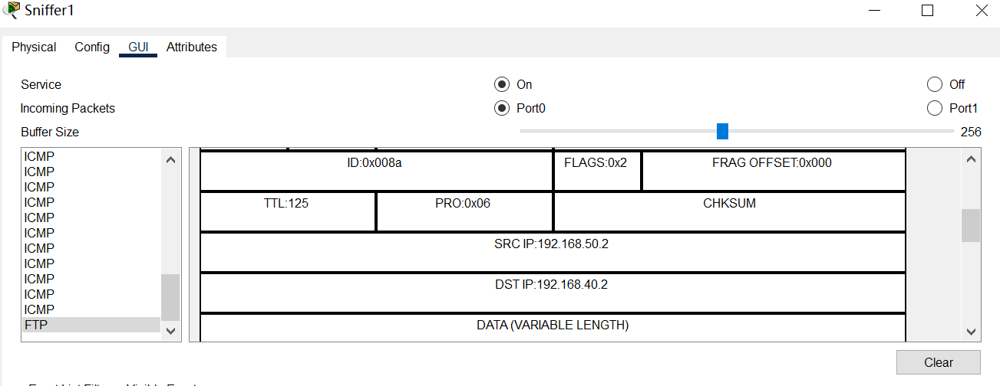 Sniffer1
Physical Config GUI Attributes
Service On Off
Incoming Packets Port0 Port1
Buffer Size 256
ICMP
ICMP
ICMP
ICMP
ICMP
ICMP
ICMP
ICMP
ICMP
ICMP
ICMP
FTP
ID:0x008a FLAGS:0x2 FRAG OFFSET:0x000
TTL:125 PRO:0x06 CHKSUM
SRC IP:192.168.50.2
DST IP:192.168.40.2
DATA (VARIABLE LENGTH)
Clear